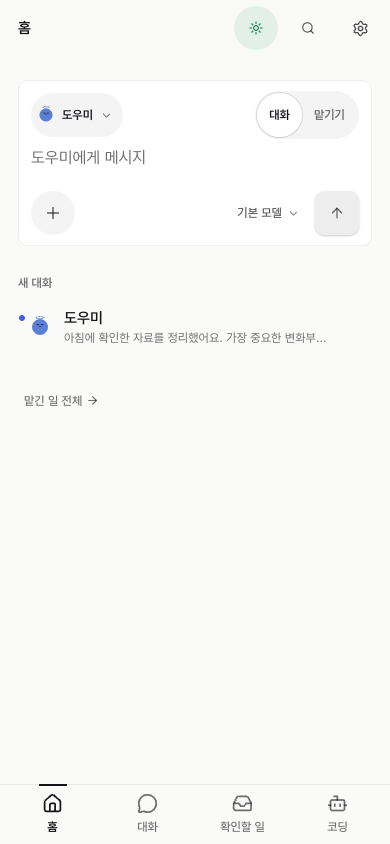 홈
도우미
대화
맡기기
도우미에게 메시지
기본 모델
새 대화
도우미
아침에 확인한 자료를 정리했어요. 가장 중요한 변화부...
맡긴 일 전체
홈
대화
확인할 일
코딩